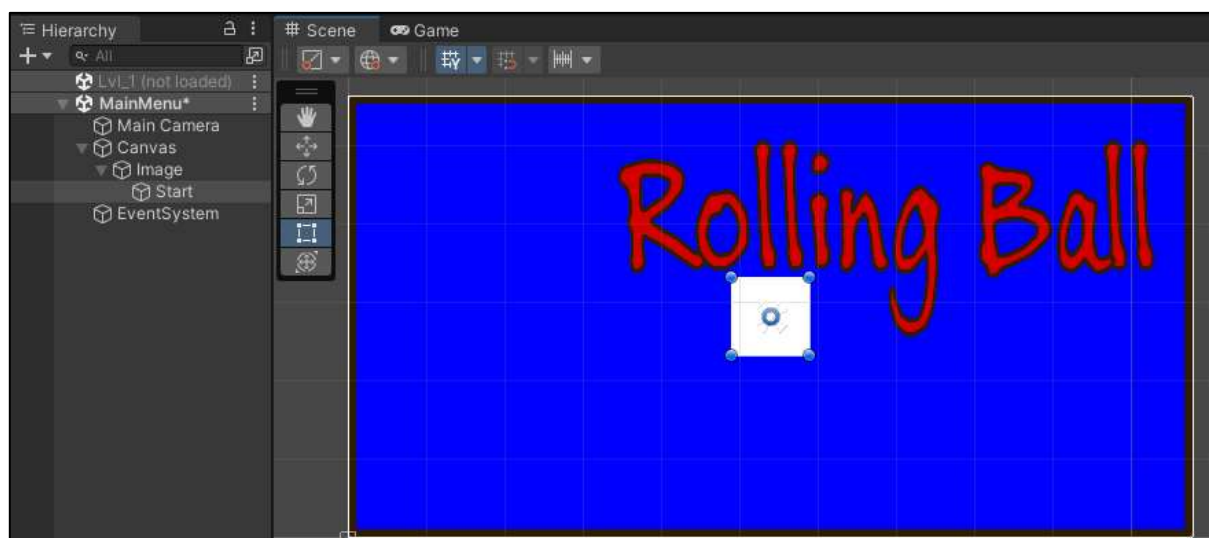 Hierarchy
Scene
Game
All
Lvl_1 (not loaded)
MainMenu*
Main Camera
Canvas
Image
Start
EventSystem
Rolling Ball